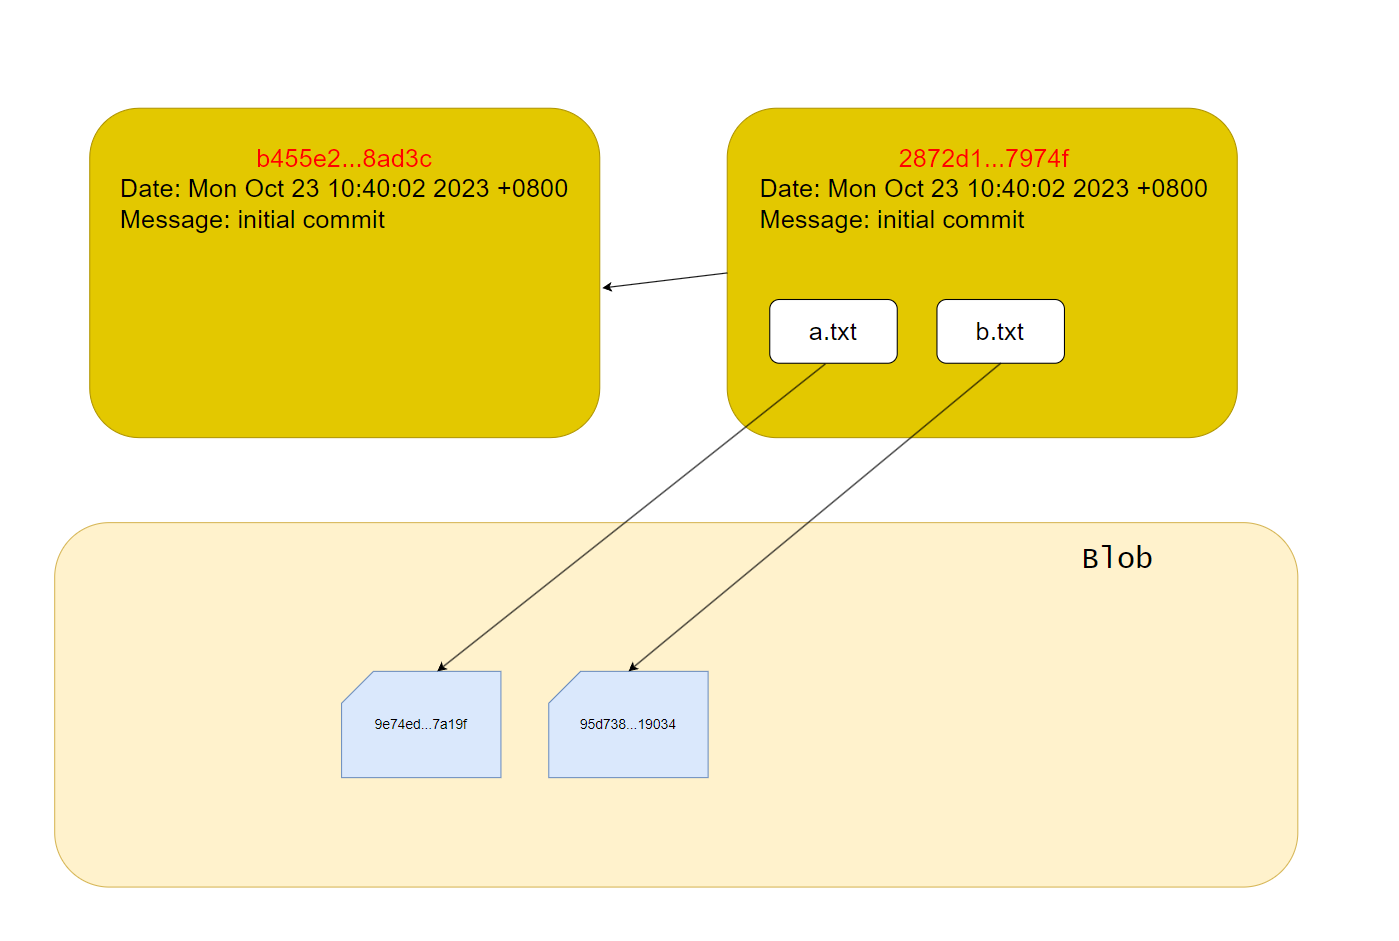 b455e2...8ad3c
Date: Mon Oct 23 10:40:02 2023 +0800
Message: initial commit
2872d1...7974f
Date: Mon Oct 23 10:40:02 2023 +0800
Message: initial commit
a.txt
b.txt
Blob
9e74ed...7a19f
95d738...19034